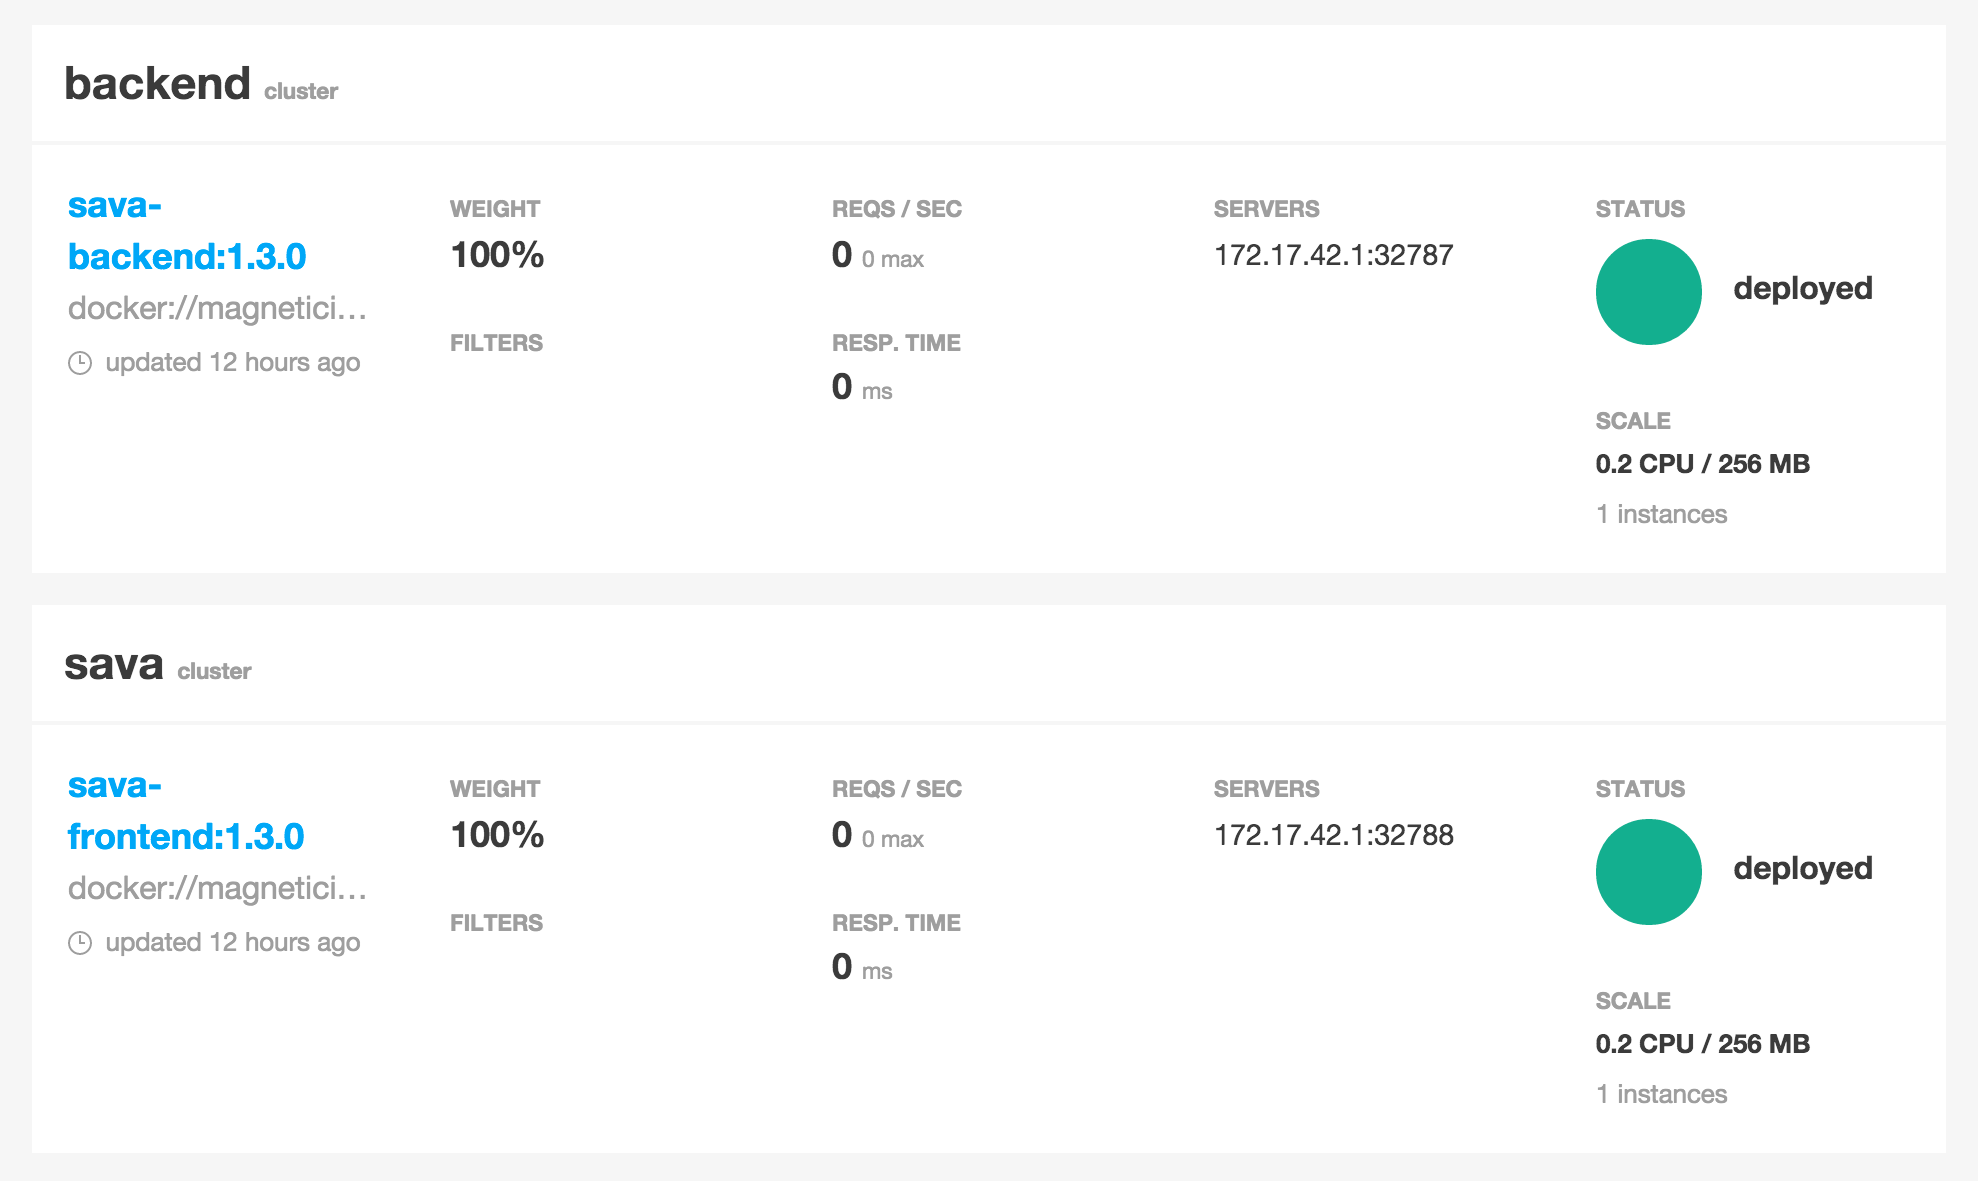 backend cluster
sava-
backend:1.3.0
docker://magnetici...
updated 12 hours ago
WEIGHT
100%
FILTERS
REQS / SEC
0 0 max
RESP. TIME
0 ms
SERVERS
172.17.42.1:32787
STATUS
deployed
SCALE
0.2 CPU / 256 MB
1 instances
sava cluster
sava-
frontend:1.3.0
docker://magnetici...
updated 12 hours ago
WEIGHT
100%
FILTERS
REQS / SEC
0 0 max
RESP. TIME
0 ms
SERVERS
172.17.42.1:32788
STATUS
deployed
SCALE
0.2 CPU / 256 MB
1 instances